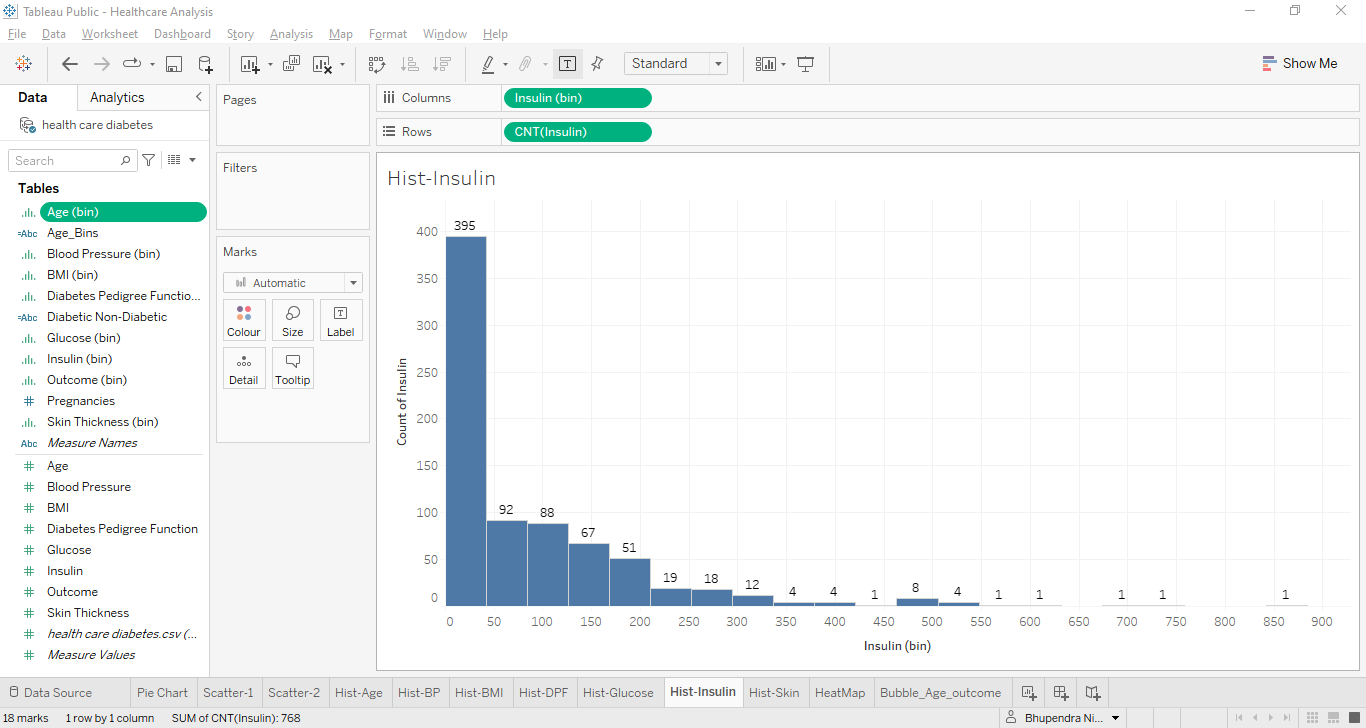 Tableau Public - Healthcare Analysis
File Data Worksheet Dashboard Story Analysis Map Format Window Help
Standard
Show Me
Data Analytics
health care diabetes
Search
Tables
Age (bin)
=Abc Age_Bins
Blood Pressure (bin)
BMI (bin)
Diabetes Pedigree Functio...
=Abc Diabetic Non-Diabetic
Glucose (bin)
Insulin (bin)
Outcome (bin)
# Pregnancies
Skin Thickness (bin)
Abc Measure Names
# Age
# Blood Pressure
# BMI
# Diabetes Pedigree Function
# Glucose
# Insulin
# Outcome
# Skin Thickness
# health care diabetes.csv (...
# Measure Values
Pages
Filters
Marks
Automatic
Colour Size Label
Detail Tooltip
Columns Insulin (bin)
Rows CNT(Insulin)
Hist-Insulin
Count of Insulin
400
350
300
250
200
150
100
50
0
395 92 88 67 51 19 18 12 4 4 1 8 4 1 1 1 1 1
0 50 100 150 200 250 300 350 400 450 500 550 600 650 700 750 800 850 900
Insulin (bin)
Data Source Pie Chart Scatter-1 Scatter-2 Hist-Age Hist-BP Hist-BMI Hist-DPF Hist-Glucose Hist-Insulin Hist-Skin HeatMap Bubble_Age_outcome
18 marks 1 row by 1 column SUM of CNT(Insulin): 768 Bhupendra Ni...